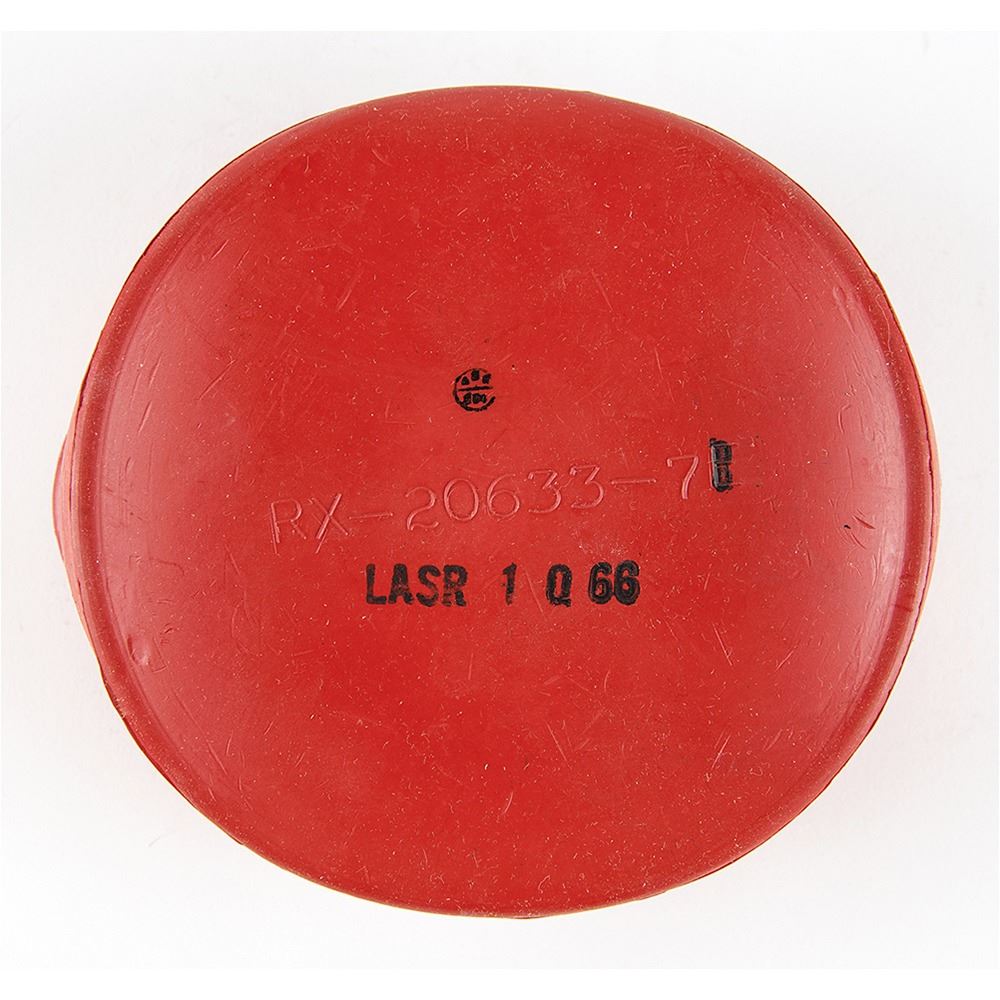 RX-20633-7B
LASR 1 Q 66